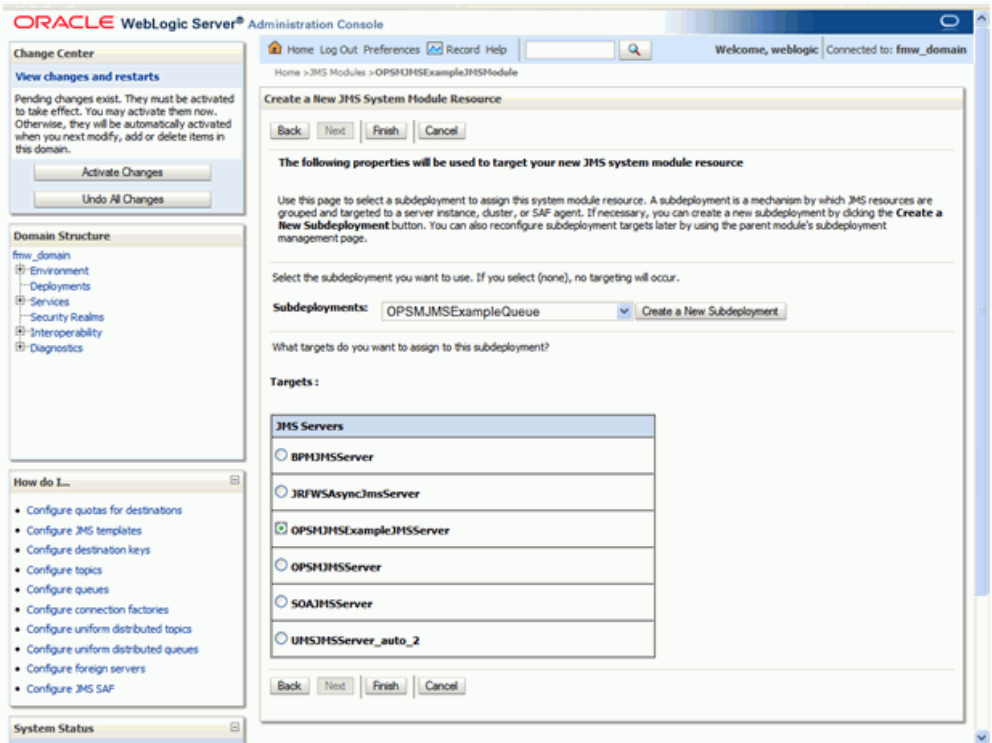 ORACLE WebLogic Server® Administration Console
Change Center
View changes and restarts
Pending changes exist. They must be activated
to take effect. You may activate them now.
Otherwise, they will be automatically activated
when you next modify, add or delete items in
this domain.
Activate Changes
Undo All Changes
Domain Structure
fmw_domain
Environment
Deployments
Services
Security Realms
Interoperability
Diagnostics
How do I...
Configure quotas for destinations
Configure JMS templates
Configure destination keys
Configure topics
Configure queues
Configure connection factories
Configure uniform distributed topics
Configure uniform distributed queues
Configure foreign servers
Configure JMS SAF
System Status
Home Log Out Preferences Record Help
Welcome, weblogic Connected to: fmw_domain
Home >JMS Modules >OPSMJMSExampleJMSModule
Create a New JMS System Module Resource
Back Next Finish Cancel
The following properties will be used to target your new JMS system module resource
Use this page to select a subdeployment to assign this system module resource. A subdeployment is a mechanism by which JMS resources are
grouped and targeted to a server instance, cluster, or SAF agent. If necessary, you can create a new subdeployment by clicking the Create a
New Subdeployment button. You can also reconfigure subdeployment targets later by using the parent module's subdeployment
management page.
Select the subdeployment you want to use. If you select (none), no targeting will occur.
Subdeployments: OPSMJMSExampleQueue Create a New Subdeployment
What targets do you want to assign to this subdeployment?
Targets :
JMS Servers
BPMJMSServer
JRFWSAsyncJmsServer
OPSMJMSExampleJMSServer
OPSMJMSServer
SOAJMSServer
UMSJMSServer_auto_2
Back Next Finish Cancel